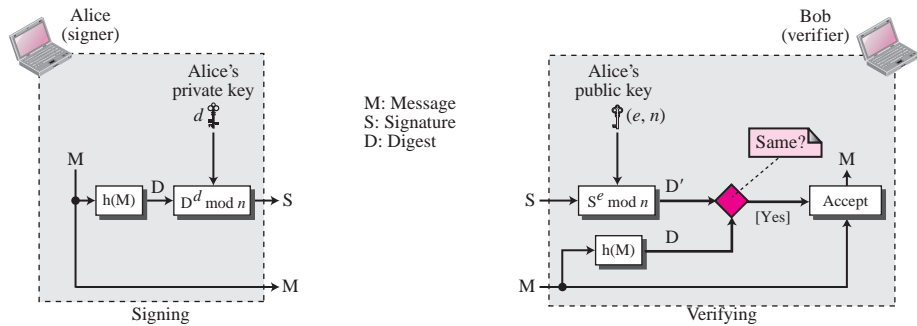 Alice
(signer)
Alice's
private key
d
M
h(M)
D
D^d mod n
S
M
Signing
M: Message
S: Signature
D: Digest
Bob
(verifier)
Alice's
public key
(e, n)
Same?
M
S
S^e mod n
D′
[Yes]
Accept
h(M)
D
M
Verifying